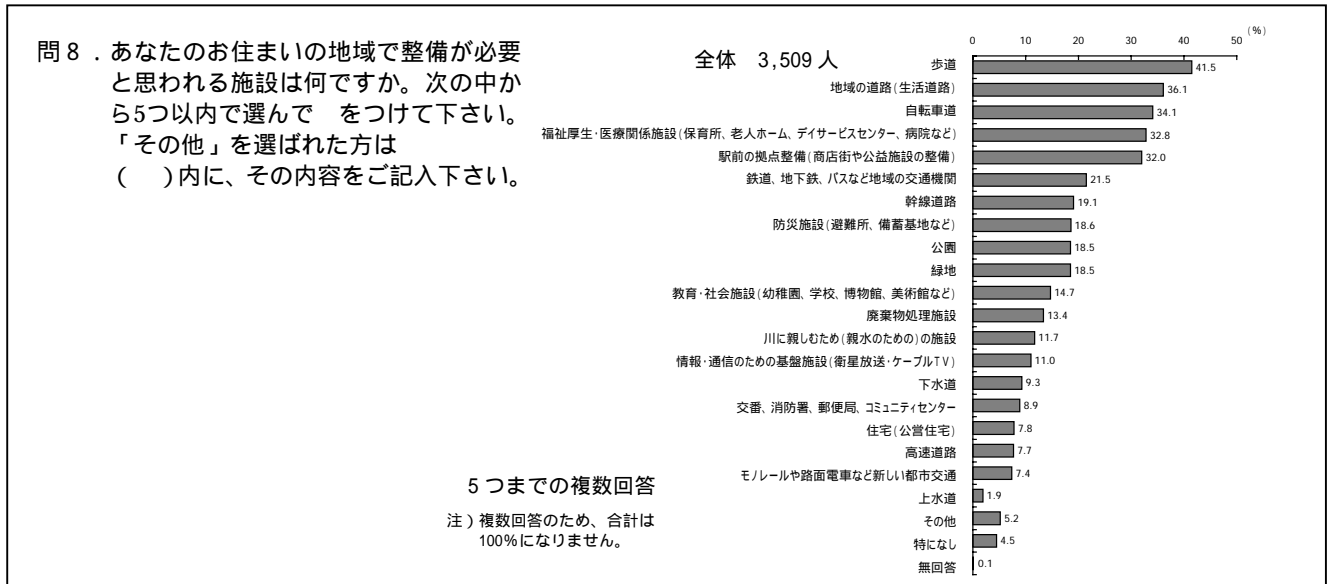 問8．あなたのお住まいの地域で整備が必要
と思われる施設は何ですか。次の中か
ら5つ以内で選んで　をつけて下さい。
「その他」を選ばれた方は
（　）内に、その内容をご記入下さい。
全体　3,509人
(%)
0 10 20 30 40 50
歩道 41.5
地域の道路(生活道路) 36.1
自転車道 34.1
福祉厚生・医療関係施設(保育所、老人ホーム、デイサービスセンター、病院など) 32.8
駅前の拠点整備(商店街や公益施設の整備) 32.0
鉄道、地下鉄、バスなど地域の交通機関 21.5
幹線道路 19.1
防災施設(避難所、備蓄基地など) 18.6
公園 18.5
緑地 18.5
教育・社会施設(幼稚園、学校、博物館、美術館など) 14.7
廃棄物処理施設 13.4
川に親しむため(親水のための)の施設 11.7
情報・通信のための基盤施設(衛星放送・ケーブルTV) 11.0
下水道 9.3
交番、消防署、郵便局、コミュニティセンター 8.9
住宅(公営住宅) 7.8
高速道路 7.7
モノレールや路面電車など新しい都市交通 7.4
上水道 1.9
その他 5.2
特になし 4.5
無回答 0.1
5つまでの複数回答
注）複数回答のため、合計は
100%になりません。